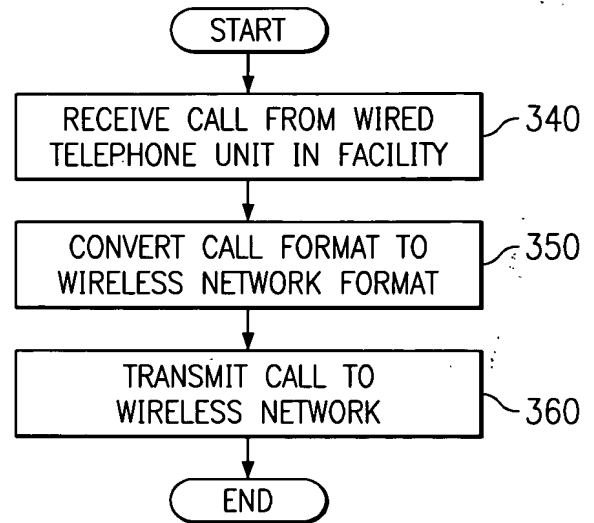 START
RECEIVE CALL FROM WIRED
TELEPHONE UNIT IN FACILITY
340
CONVERT CALL FORMAT TO
WIRELESS NETWORK FORMAT
350
TRANSMIT CALL TO
WIRELESS NETWORK
360
END